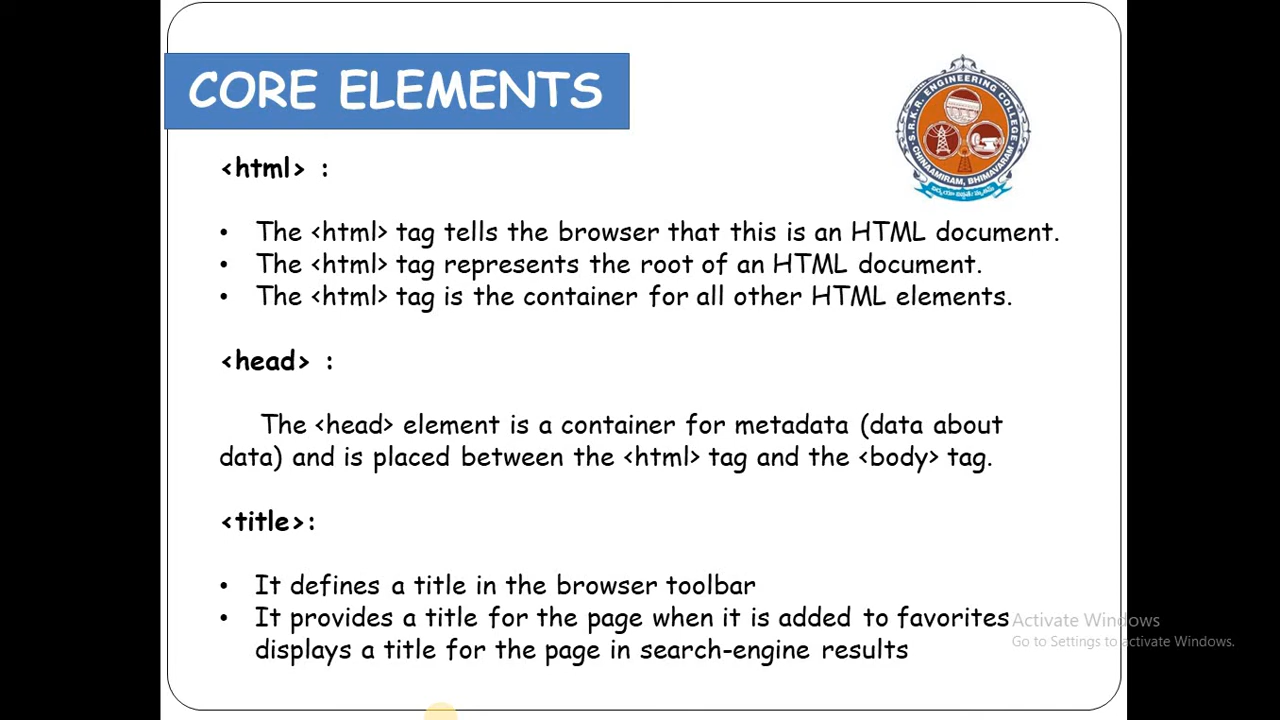 CORE ELEMENTS
S.R.K.R. ENGINEERING COLLEGE
CHINAAMIRAM, BHIMAVARAM
<html> :
• The <html> tag tells the browser that this is an HTML document.
• The <html> tag represents the root of an HTML document.
• The <html> tag is the container for all other HTML elements.
<head> :
The <head> element is a container for metadata (data about
data) and is placed between the <html> tag and the <body> tag.
<title>:
• It defines a title in the browser toolbar
• It provides a title for the page when it is added to favorites
displays a title for the page in search-engine results
Activate Windows
Go to Settings to activate Windows.